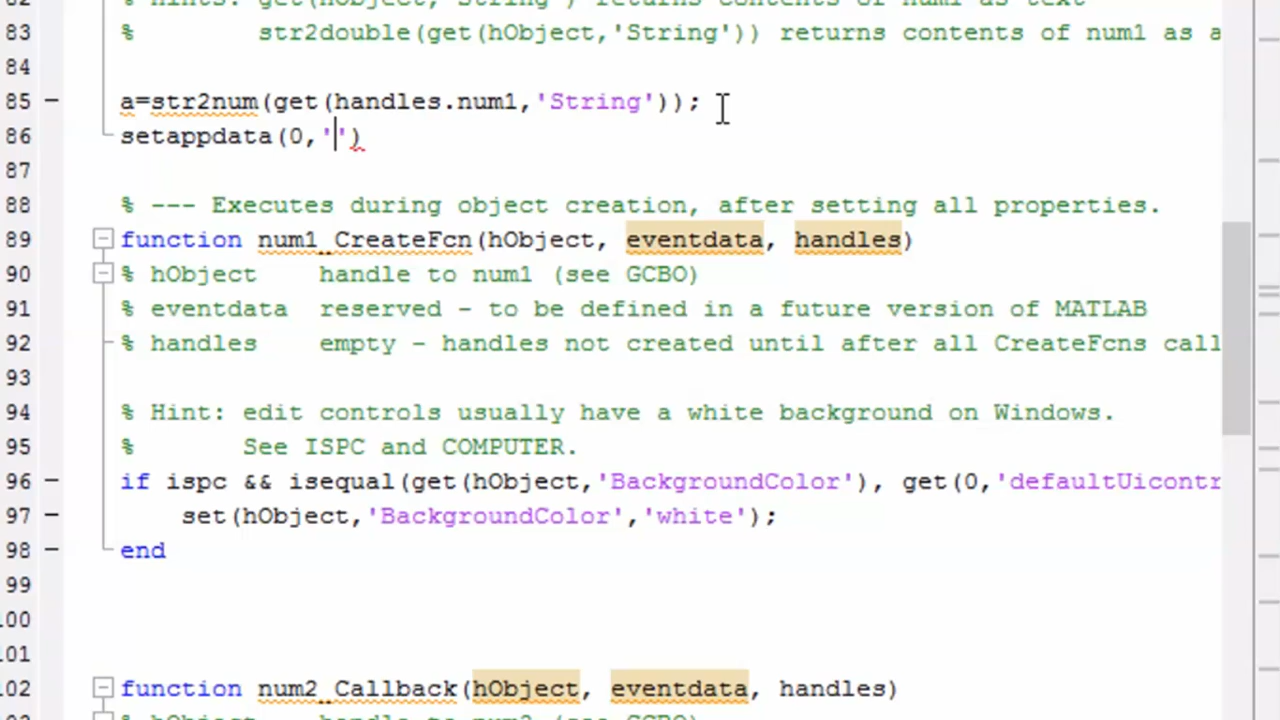 82 % Hints: get(hObject,'String') returns contents of num1 as text
83 % str2double(get(hObject,'String')) returns contents of num1 as a
84
85 a=str2num(get(handles.num1,'String'));
86 setappdata(0,'')
87
88 % --- Executes during object creation, after setting all properties.
89 function num1_CreateFcn(hObject, eventdata, handles)
90 % hObject handle to num1 (see GCBO)
91 % eventdata reserved - to be defined in a future version of MATLAB
92 % handles empty - handles not created until after all CreateFcns call
93
94 % Hint: edit controls usually have a white background on Windows.
95 % See ISPC and COMPUTER.
96 if ispc && isequal(get(hObject,'BackgroundColor'), get(0,'defaultUicontr
97 set(hObject,'BackgroundColor','white');
98 end
99
100
101
102 function num2_Callback(hObject, eventdata, handles)
% hObject handle to num2 (see GCBO)